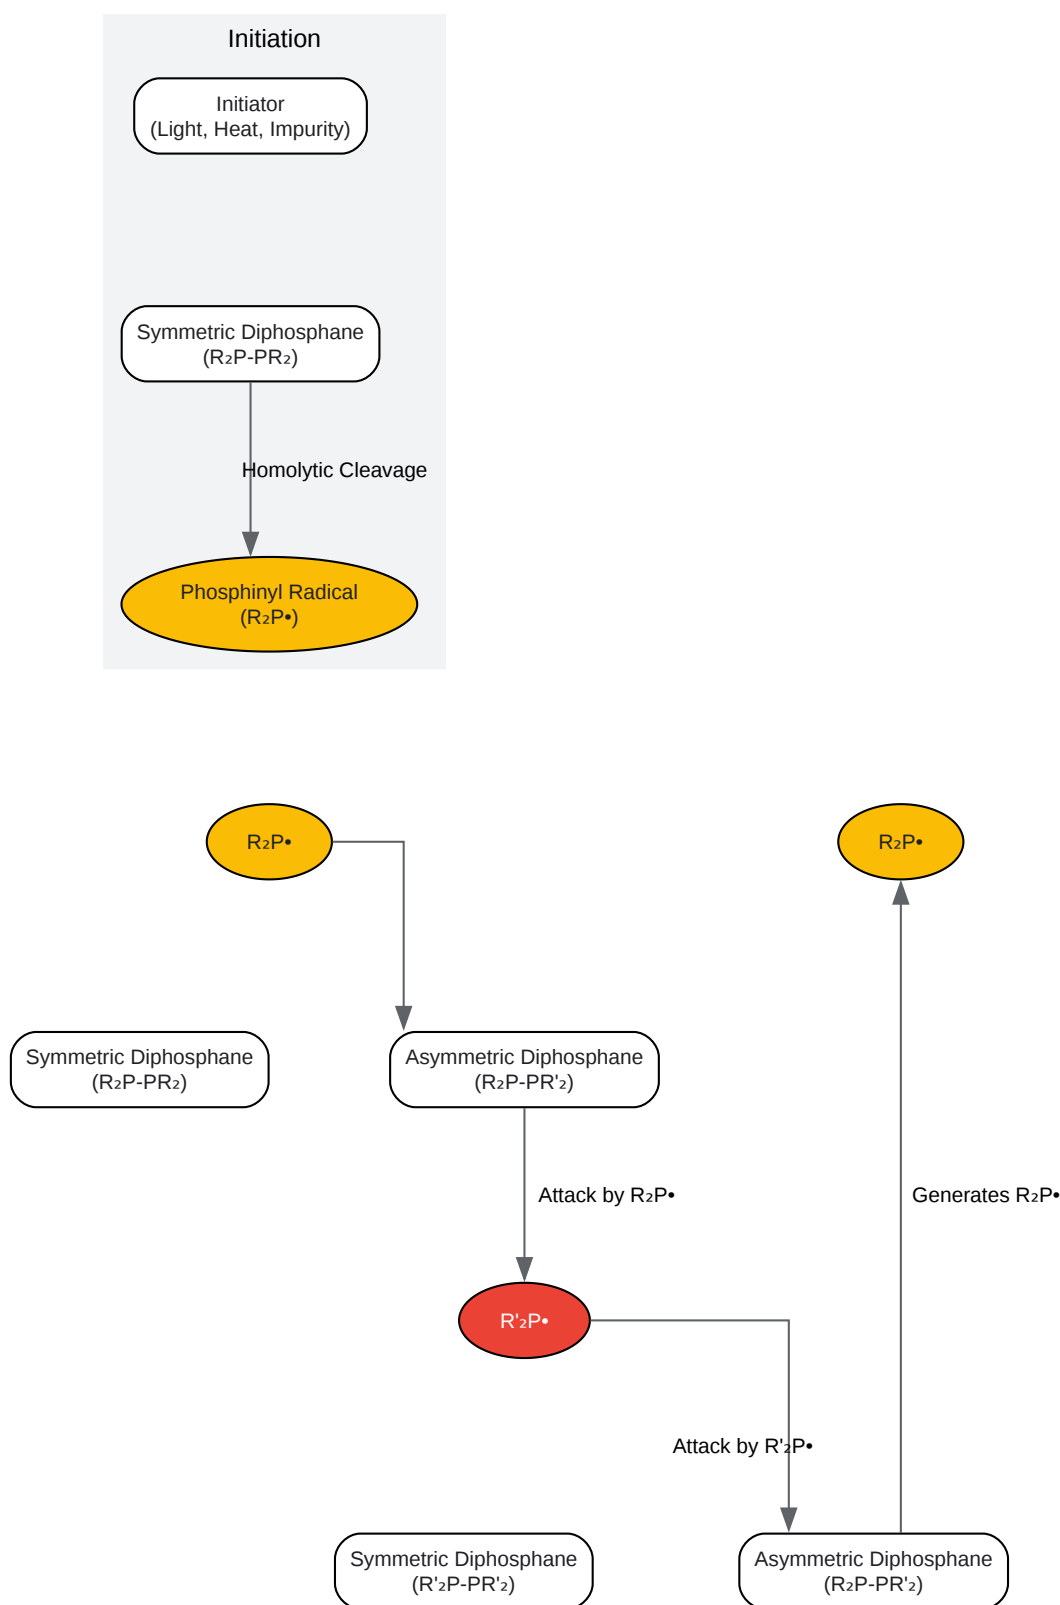 Initiation
Initiator
(Light, Heat, Impurity)
Symmetric Diphosphane
(R₂P-PR₂)
Homolytic Cleavage
Phosphinyl Radical
(R₂P•)
R₂P•
R₂P•
Symmetric Diphosphane
(R₂P-PR₂)
Asymmetric Diphosphane
(R₂P-PR'₂)
Attack by R₂P•
Generates R₂P•
R'₂P•
Attack by R'₂P•
Symmetric Diphosphane
(R'₂P-PR'₂)
Asymmetric Diphosphane
(R₂P-PR'₂)